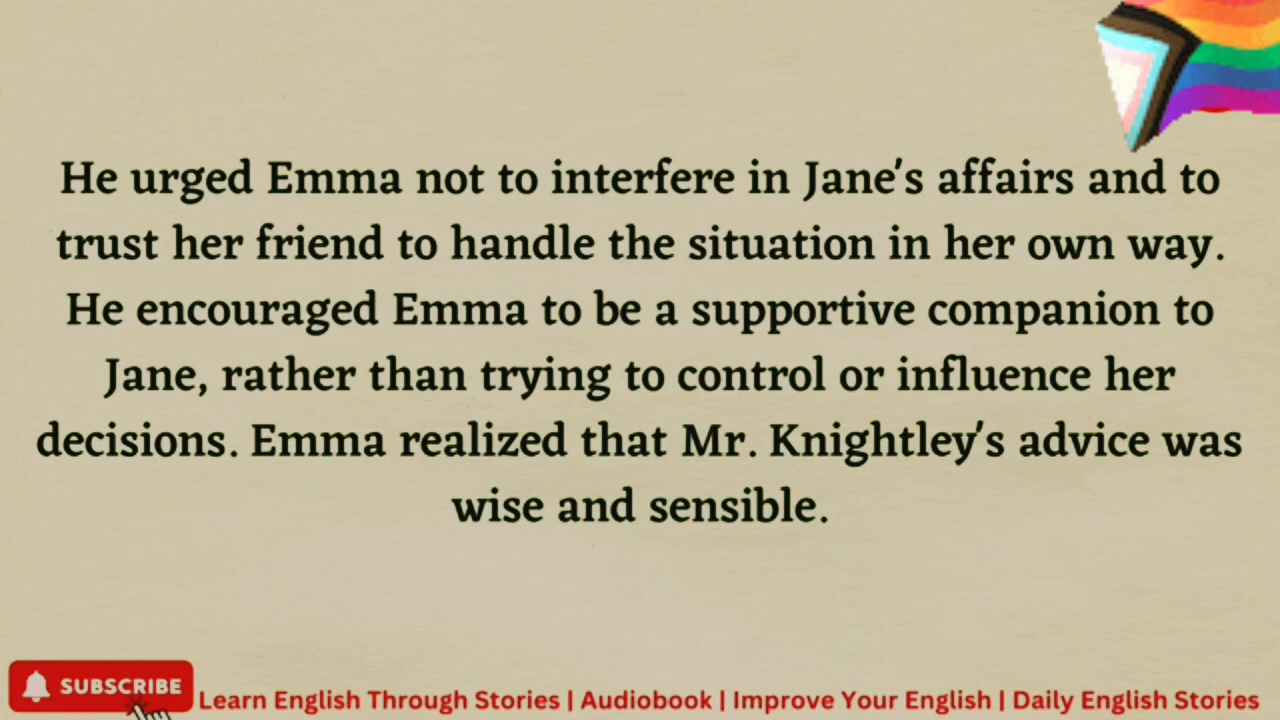 He urged Emma not to interfere in Jane's affairs and to
trust her friend to handle the situation in her own way.
He encouraged Emma to be a supportive companion to
Jane, rather than trying to control or influence her
decisions. Emma realized that Mr. Knightley's advice was
wise and sensible.
SUBSCRIBE
Learn English Through Stories | Audiobook | Improve Your English | Daily English Stories